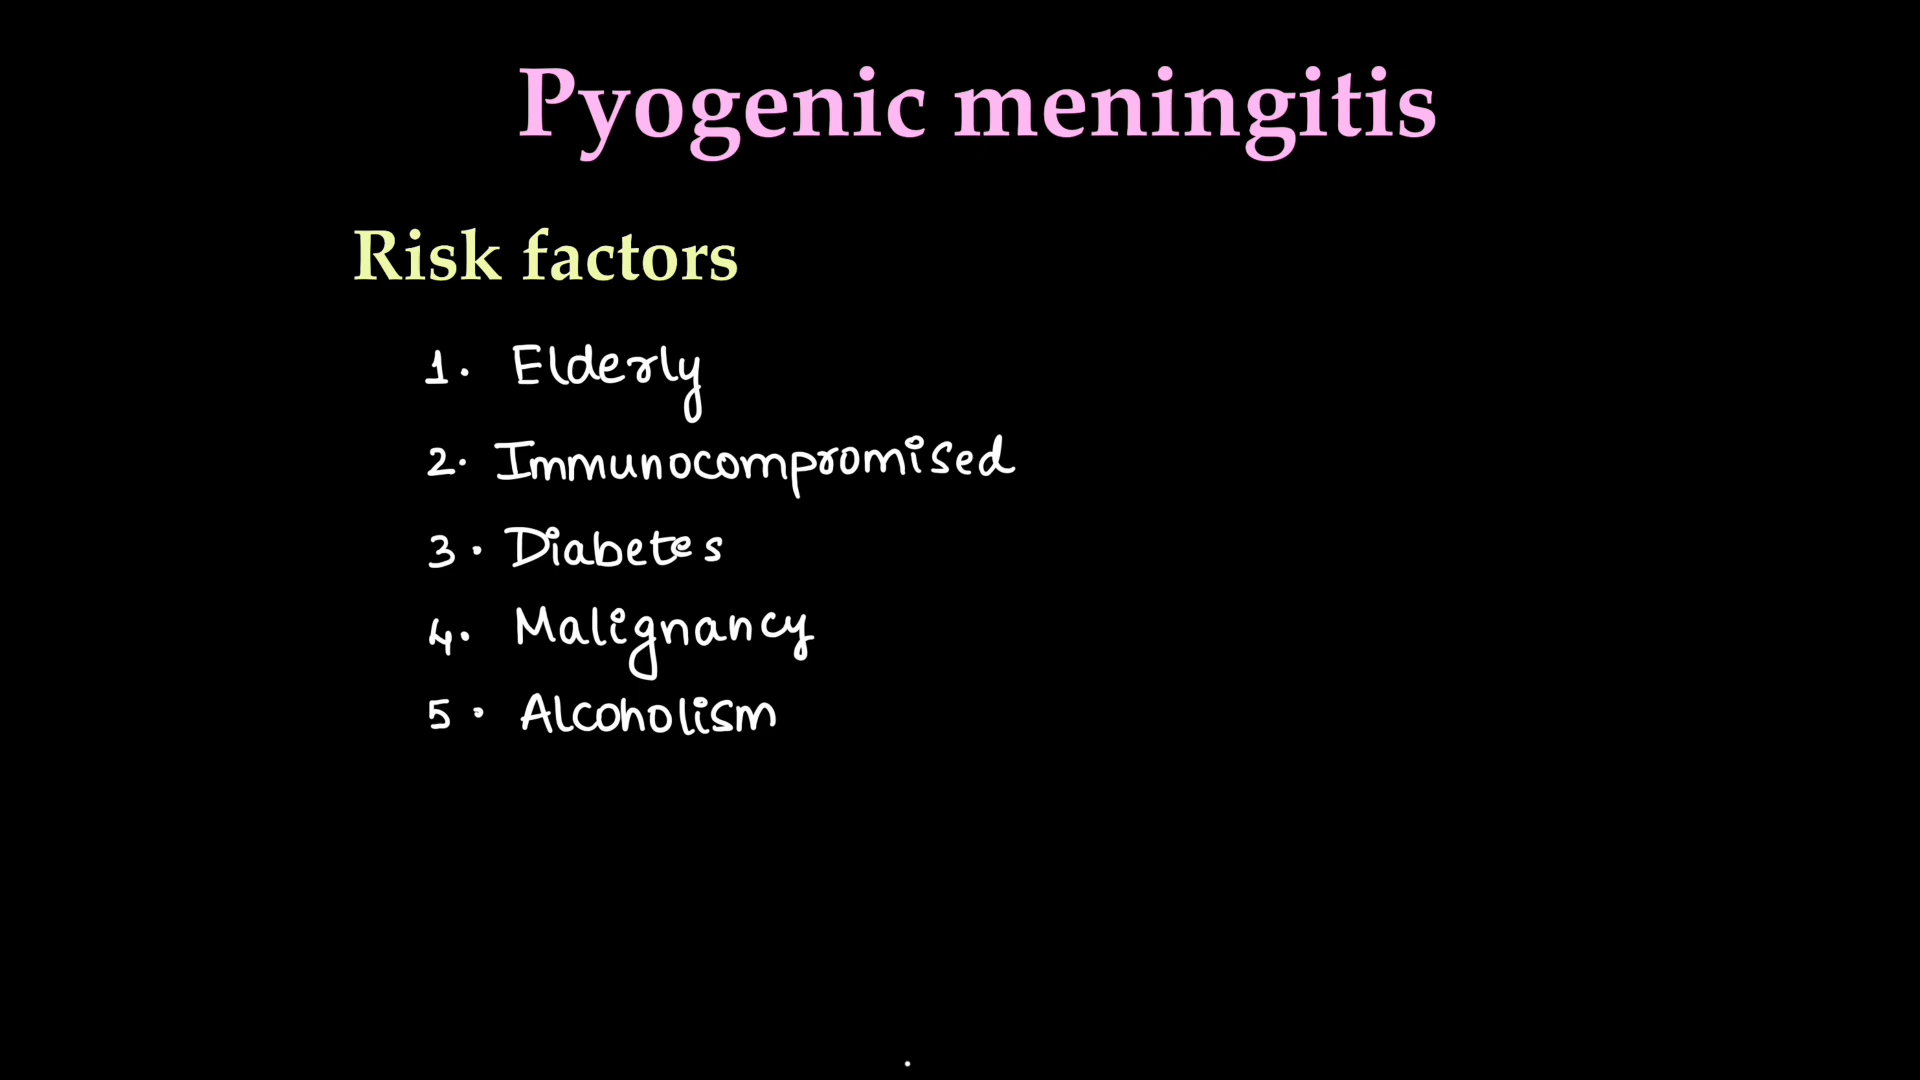 Pyogenic meningitis
Risk factors
1. Elderly
2. Immunocompromised
3. Diabetes
4. Malignancy
5. Alcoholism